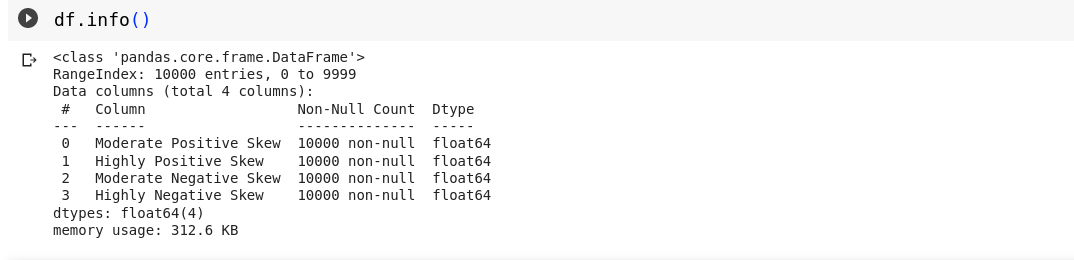 df.info()
<class 'pandas.core.frame.DataFrame'>
RangeIndex: 10000 entries, 0 to 9999
Data columns (total 4 columns):
 #   Column                  Non-Null Count  Dtype
---  ------                  --------------  -----
 0   Moderate Positive Skew  10000 non-null  float64
 1   Highly Positive Skew    10000 non-null  float64
 2   Moderate Negative Skew  10000 non-null  float64
 3   Highly Negative Skew    10000 non-null  float64
dtypes: float64(4)
memory usage: 312.6 KB